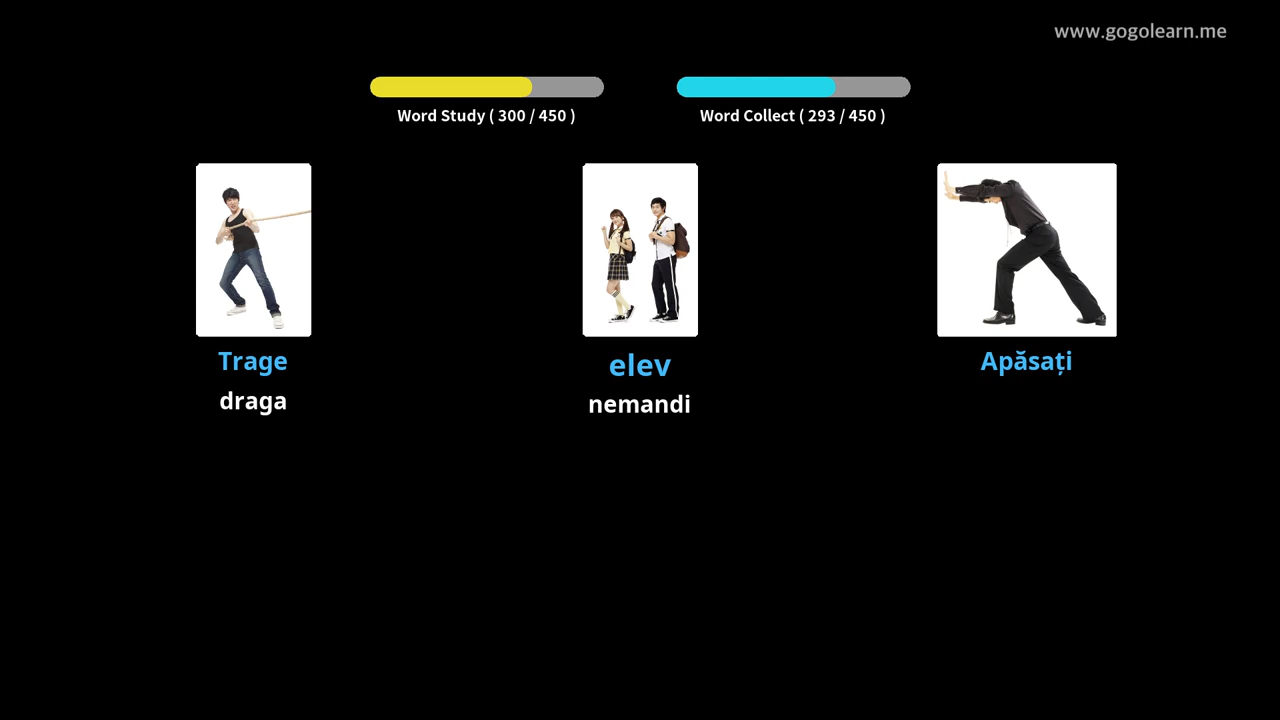 www.gogolearn.me
Word Study ( 300 / 450 )
Word Collect ( 293 / 450 )
Trage
draga
elev
nemandi
Apăsați